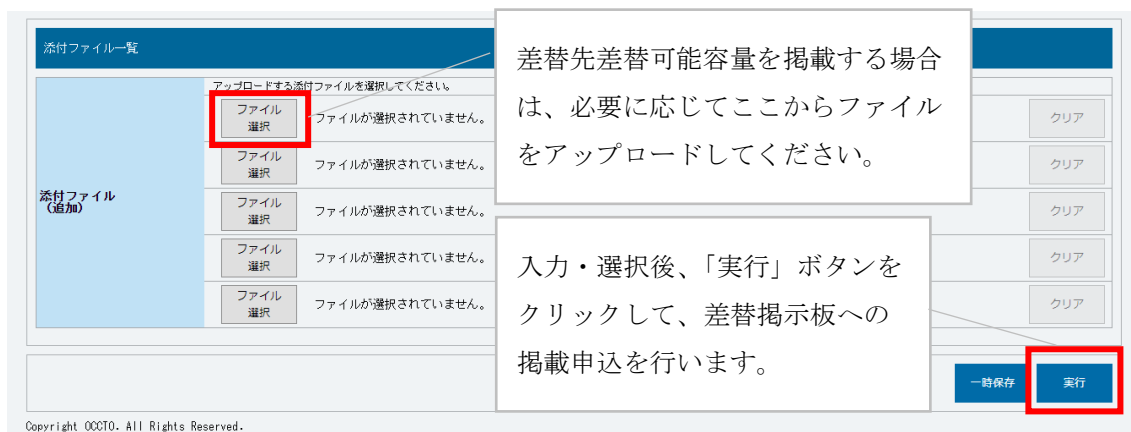 添付ファイル一覧
差替先差替可能容量を掲載する場合
は、必要に応じてここからファイル
をアップロードしてください。
アップロードする添付ファイルを選択してください。
添付ファイル
（追加）
ファイル
選択
ファイルが選択されていません。
クリア
ファイル
選択
ファイルが選択されていません。
クリア
ファイル
選択
ファイルが選択されていません。
クリア
ファイル
選択
ファイルが選択されていません。
クリア
ファイル
選択
ファイルが選択されていません。
クリア
入力・選択後、「実行」ボタンを
クリックして、差替掲示板への
掲載申込を行います。
一時保存
実行
Copyright OCCTO. All Rights Reserved.